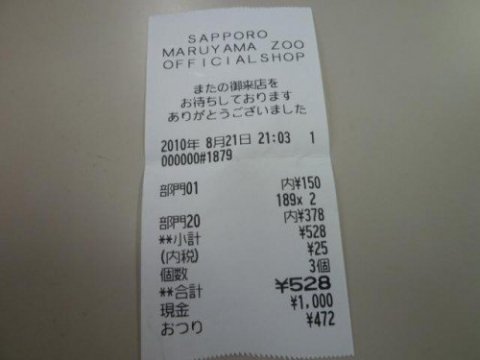 SAPPORO
MARUYAMA ZOO
OFFICIALSHOP
またの御来店を
お待ちしております
ありがとうございました
2010年 8月21日 21:03 1
000000#1879
部門01 内¥150
189x 2
部門20 内¥378
**小計 ¥528
(内税) ¥25
個数 3個
**合計 ¥528
現金 ¥1,000
おつり ¥472